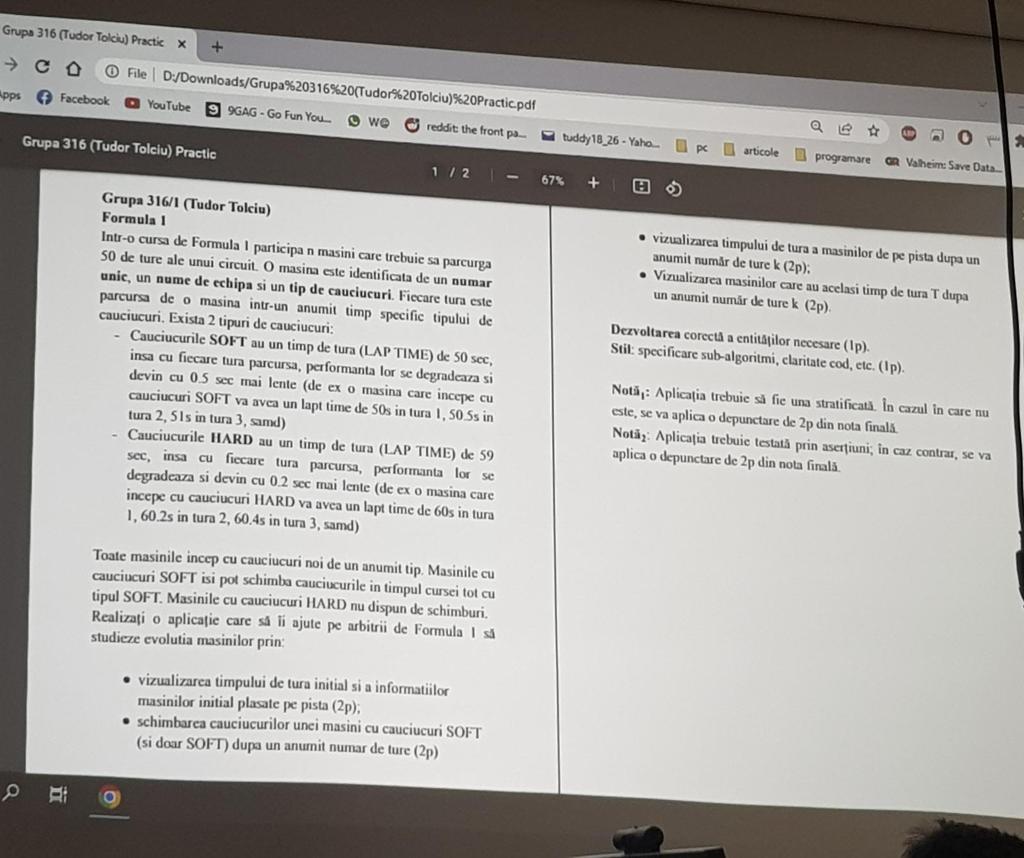 Grupa 316 (Tudor Tolciu) Practic × +
File | D:/Downloads/Grupa%20316%20(Tudor%20Tolciu)%20Practic.pdf
Apps Facebook YouTube 9GAG - Go Fun You... W@ reddit: the front pa... tuddy18_26 - Yaho... pc articole programare GR Valheim: Save Data...
Grupa 316 (Tudor Tolciu) Practic
1 / 2 67%
Grupa 316/1 (Tudor Tolciu)
Formula 1
Intr-o cursa de Formula 1 participa n masini care trebuie sa parcurga
50 de ture ale unui circuit. O masina este identificata de un numar
unic, un nume de echipa si un tip de cauciucuri. Fiecare tura este
parcursa de o masina intr-un anumit timp specific tipului de
cauciucuri. Exista 2 tipuri de cauciucuri:
- Cauciucurile SOFT au un timp de tura (LAP TIME) de 50 sec,
insa cu fiecare tura parcursa, performanta lor se degradeaza si
devin cu 0.5 sec mai lente (de ex o masina care incepe cu
cauciucuri SOFT va avea un lapt time de 50s in tura 1, 50.5s in
tura 2, 51s in tura 3, samd)
- Cauciucurile HARD au un timp de tura (LAP TIME) de 59
sec, insa cu fiecare tura parcursa, performanta lor se
degradeaza si devin cu 0.2 sec mai lente (de ex o masina care
incepe cu cauciucuri HARD va avea un lapt time de 60s in tura
1, 60.2s in tura 2, 60.4s in tura 3, samd)
Toate masinile incep cu cauciucuri noi de un anumit tip. Masinile cu
cauciucuri SOFT isi pot schimba cauciucurile in timpul cursei tot cu
tipul SOFT. Masinile cu cauciucuri HARD nu dispun de schimburi.
Realizați o aplicație care să îi ajute pe arbitrii de Formula 1 să
studieze evolutia masinilor prin:
• vizualizarea timpului de tura initial si a informatiilor
masinilor initial plasate pe pista (2p);
• schimbarea cauciucurilor unei masini cu cauciucuri SOFT
(si doar SOFT) dupa un anumit numar de ture (2p)
• vizualizarea timpului de tura a masinilor de pe pista dupa un
anumit număr de ture k (2p);
• Vizualizarea masinilor care au acelasi timp de tura T dupa
un anumit număr de ture k (2p).
Dezvoltarea corectă a entităților necesare (1p).
Stil: specificare sub-algoritmi, claritate cod, etc. (1p).
Notă1: Aplicația trebuie să fie una stratificată. În cazul în care nu
este, se va aplica o depunctare de 2p din nota finală.
Notă2: Aplicația trebuie testată prin aserțiuni; în caz contrar, se va
aplica o depunctare de 2p din nota finală.